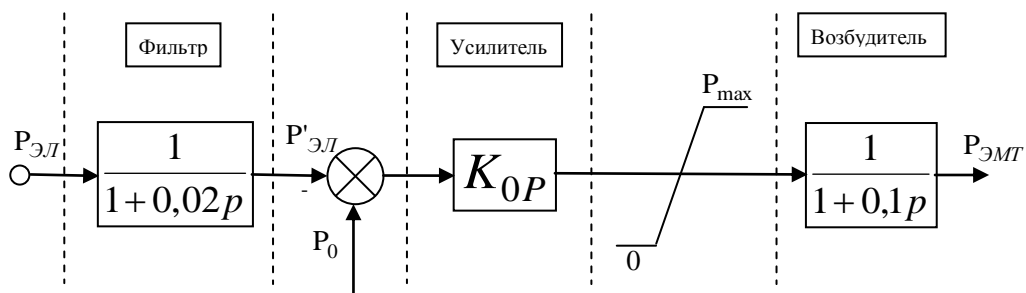 Фильтр
Усилитель
Возбудитель
P_ЭЛ
1
1+0,02p
P'_ЭЛ
-
P_0
K_0P
P_max
0
1
1+0,1p
P_ЭМТ